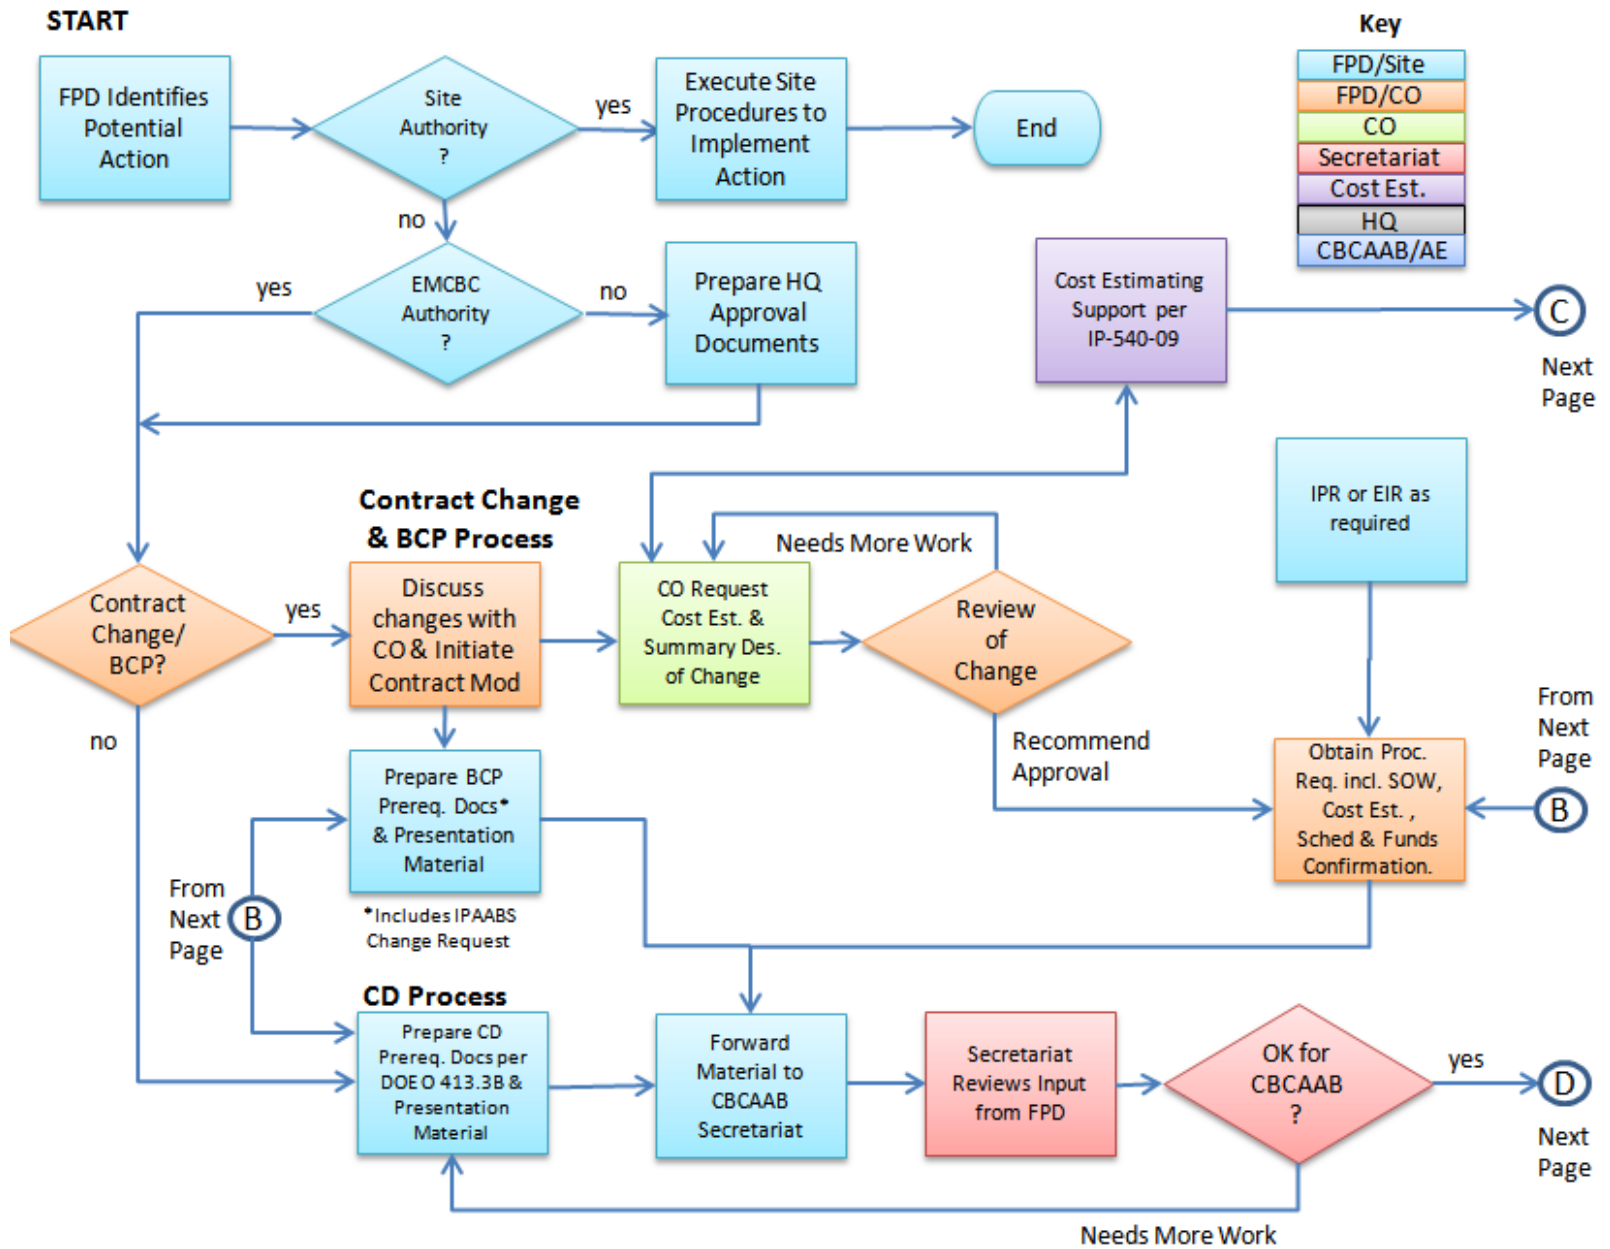 START
Key
FPD/Site
FPD/CO
CO
Secretariat
Cost Est.
HQ
CBCAAB/AE
FPD Identifies
Potential
Action
Site
Authority
?
yes
Execute Site
Procedures to
Implement
Action
End
no
EMCBC
Authority
?
yes
no
Prepare HQ
Approval
Documents
Cost Estimating
Support per
IP-540-09
C
Next
Page
Contract Change
& BCP Process
Contract
Change/
BCP?
yes
no
Discuss
changes with
CO & Initiate
Contract Mod
CO Request
Cost Est. &
Summary Des.
of Change
Needs More Work
Review
of
Change
Recommend
Approval
IPR or EIR as
required
From
Next
Page
B
Obtain Proc.
Req. incl. SOW,
Cost Est. ,
Sched & Funds
Confirmation.
Prepare BCP
Prereq. Docs*
& Presentation
Material
*Includes IPAABS
Change Request
From
Next
Page
B
CD Process
Prepare CD
Prereq. Docs per
DOE O 413.3B &
Presentation
Material
Forward
Material to
CBCAAB
Secretariat
Secretariat
Reviews Input
from FPD
OK for
CBCAAB
?
yes
D
Next
Page
Needs More Work